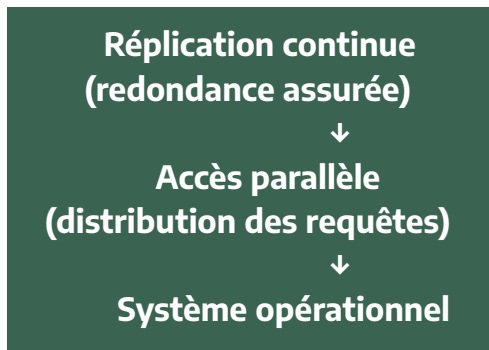 Réplication continue
(redondance assurée)
↓
Accès parallèle
(distribution des requêtes)
↓
Système opérationnel